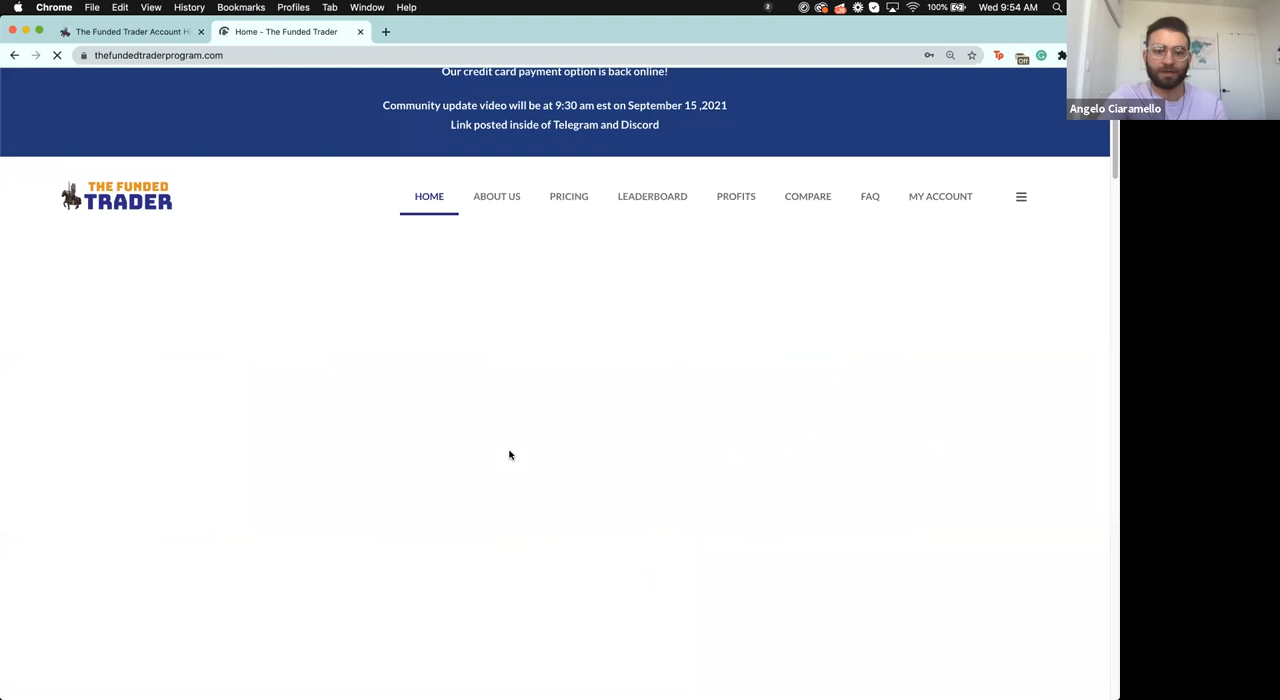 Chrome File Edit View History Bookmarks Profiles Tab Window Help 2 100% Wed 9:54 AM
The Funded Trader Account H Home - The Funded Trader
thefundedtraderprogram.com Off
Our credit card payment option is back online!
Angelo Ciaramello
Community update video will be at 9:30 am est on September 15 ,2021
Link posted inside of Telegram and Discord
THE FUNDED
TRADER
HOME ABOUT US PRICING LEADERBOARD PROFITS COMPARE FAQ MY ACCOUNT